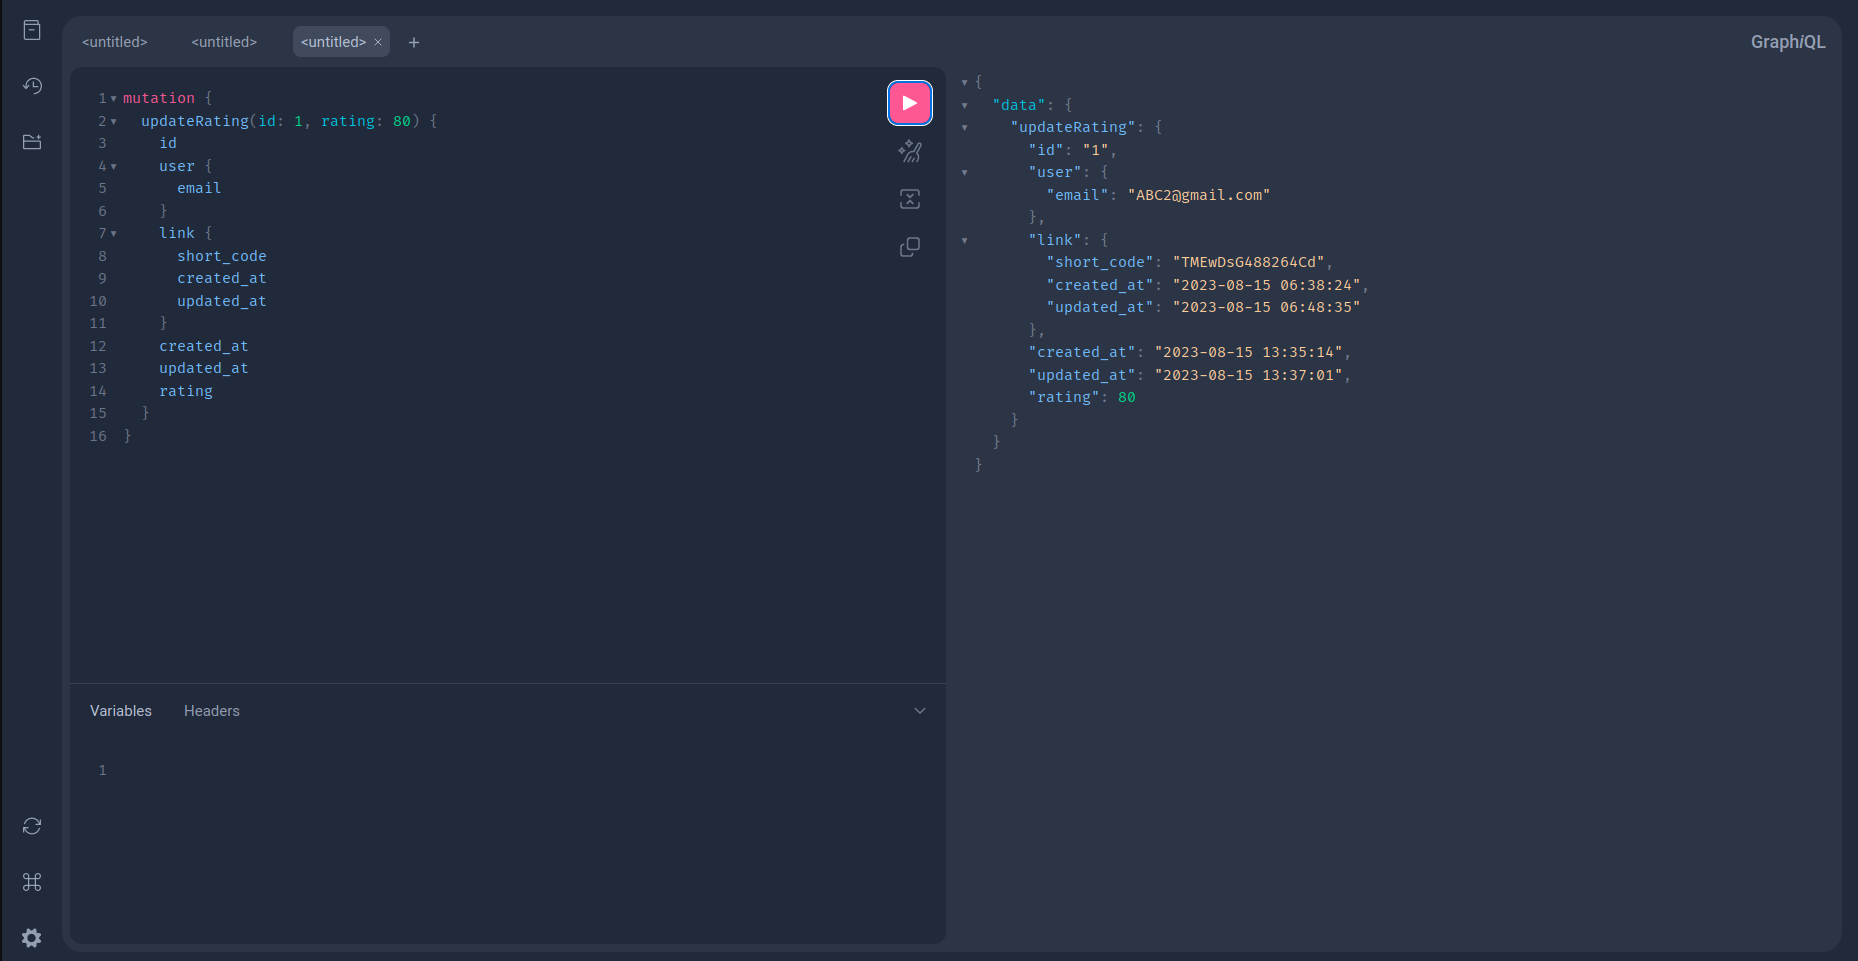 <untitled>
<untitled>
<untitled> ×
+
GraphiQL
1 mutation {
2 updateRating(id: 1, rating: 80) {
3 id
4 user {
5 email
6 }
7 link {
8 short_code
9 created_at
10 updated_at
11 }
12 created_at
13 updated_at
14 rating
15 }
16 }
Variables
Headers
1
{
"data": {
"updateRating": {
"id": "1",
"user": {
"email": "ABC2@gmail.com"
},
"link": {
"short_code": "TMEwDsG488264Cd",
"created_at": "2023-08-15 06:38:24",
"updated_at": "2023-08-15 06:48:35"
},
"created_at": "2023-08-15 13:35:14",
"updated_at": "2023-08-15 13:37:01",
"rating": 80
}
}
}